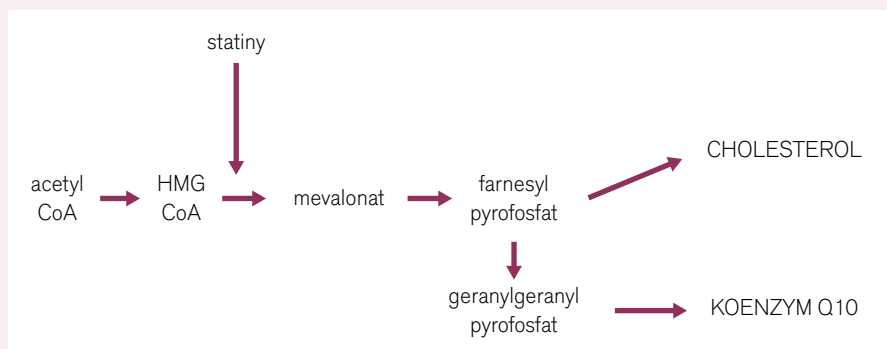 statiny
CHOLESTEROL
acetyl
CoA
HMG
CoA
mevalonat
farnesyl
pyrofosfat
geranylgeranyl
pyrofosfat
KOENZYM Q10